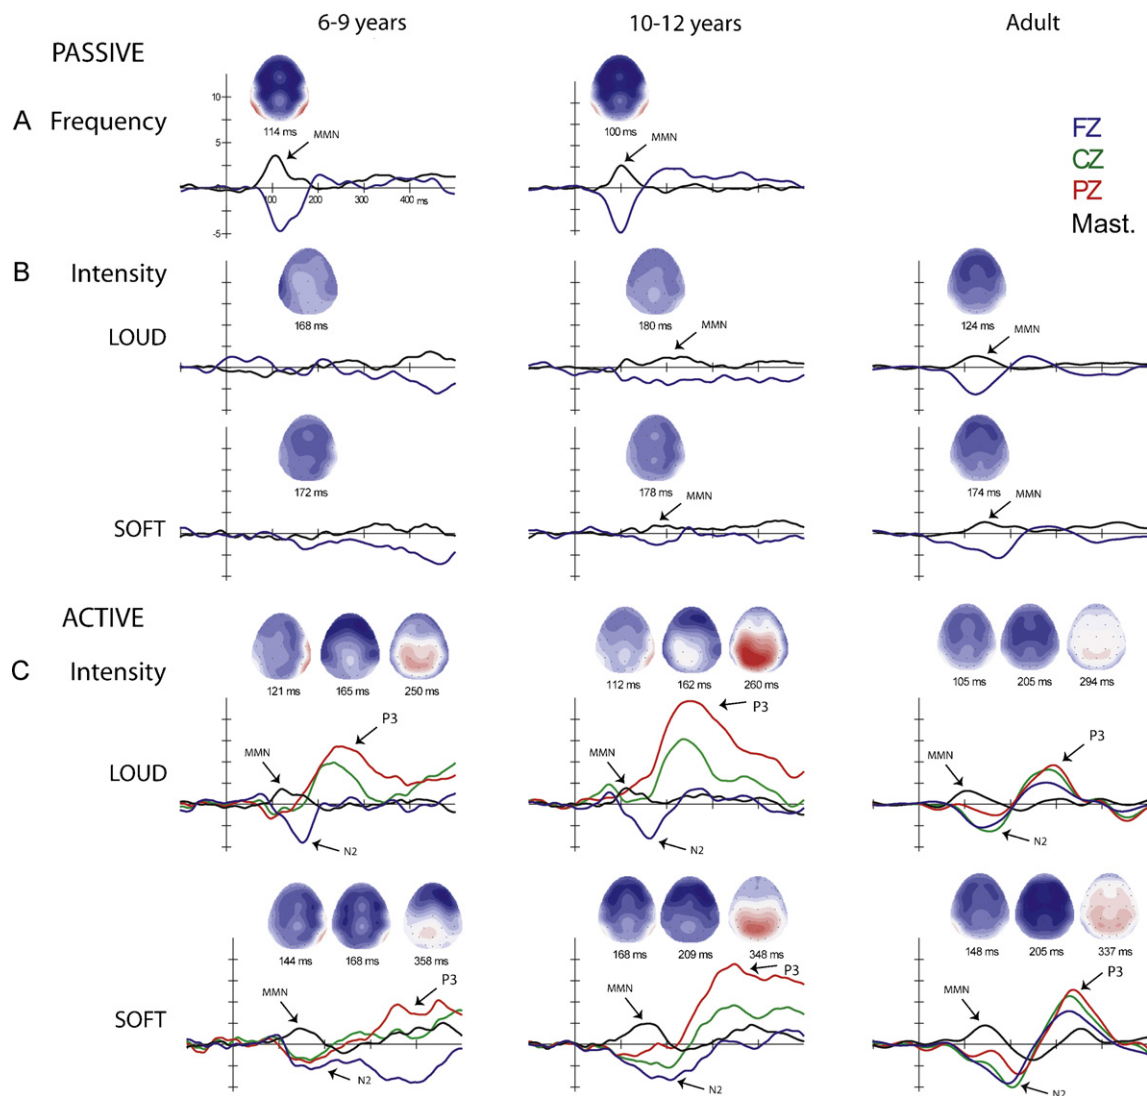 6-9 years 10-12 years Adult
PASSIVE
A Frequency
114 ms 100 ms
FZ
CZ
PZ
Mast.
10
5
-5
MMN MMN
100 200 300 400 ms
B Intensity
168 ms 180 ms 124 ms
LOUD
MMN MMN
172 ms 178 ms 174 ms
SOFT
MMN MMN
ACTIVE
C Intensity
121 ms 165 ms 250 ms 112 ms 162 ms 260 ms 105 ms 205 ms 294 ms
LOUD
MMN P3 N2 MMN P3 N2 MMN P3 N2
144 ms 168 ms 358 ms 168 ms 209 ms 348 ms 148 ms 205 ms 337 ms
SOFT
MMN P3 N2 MMN P3 N2 MMN P3 N2